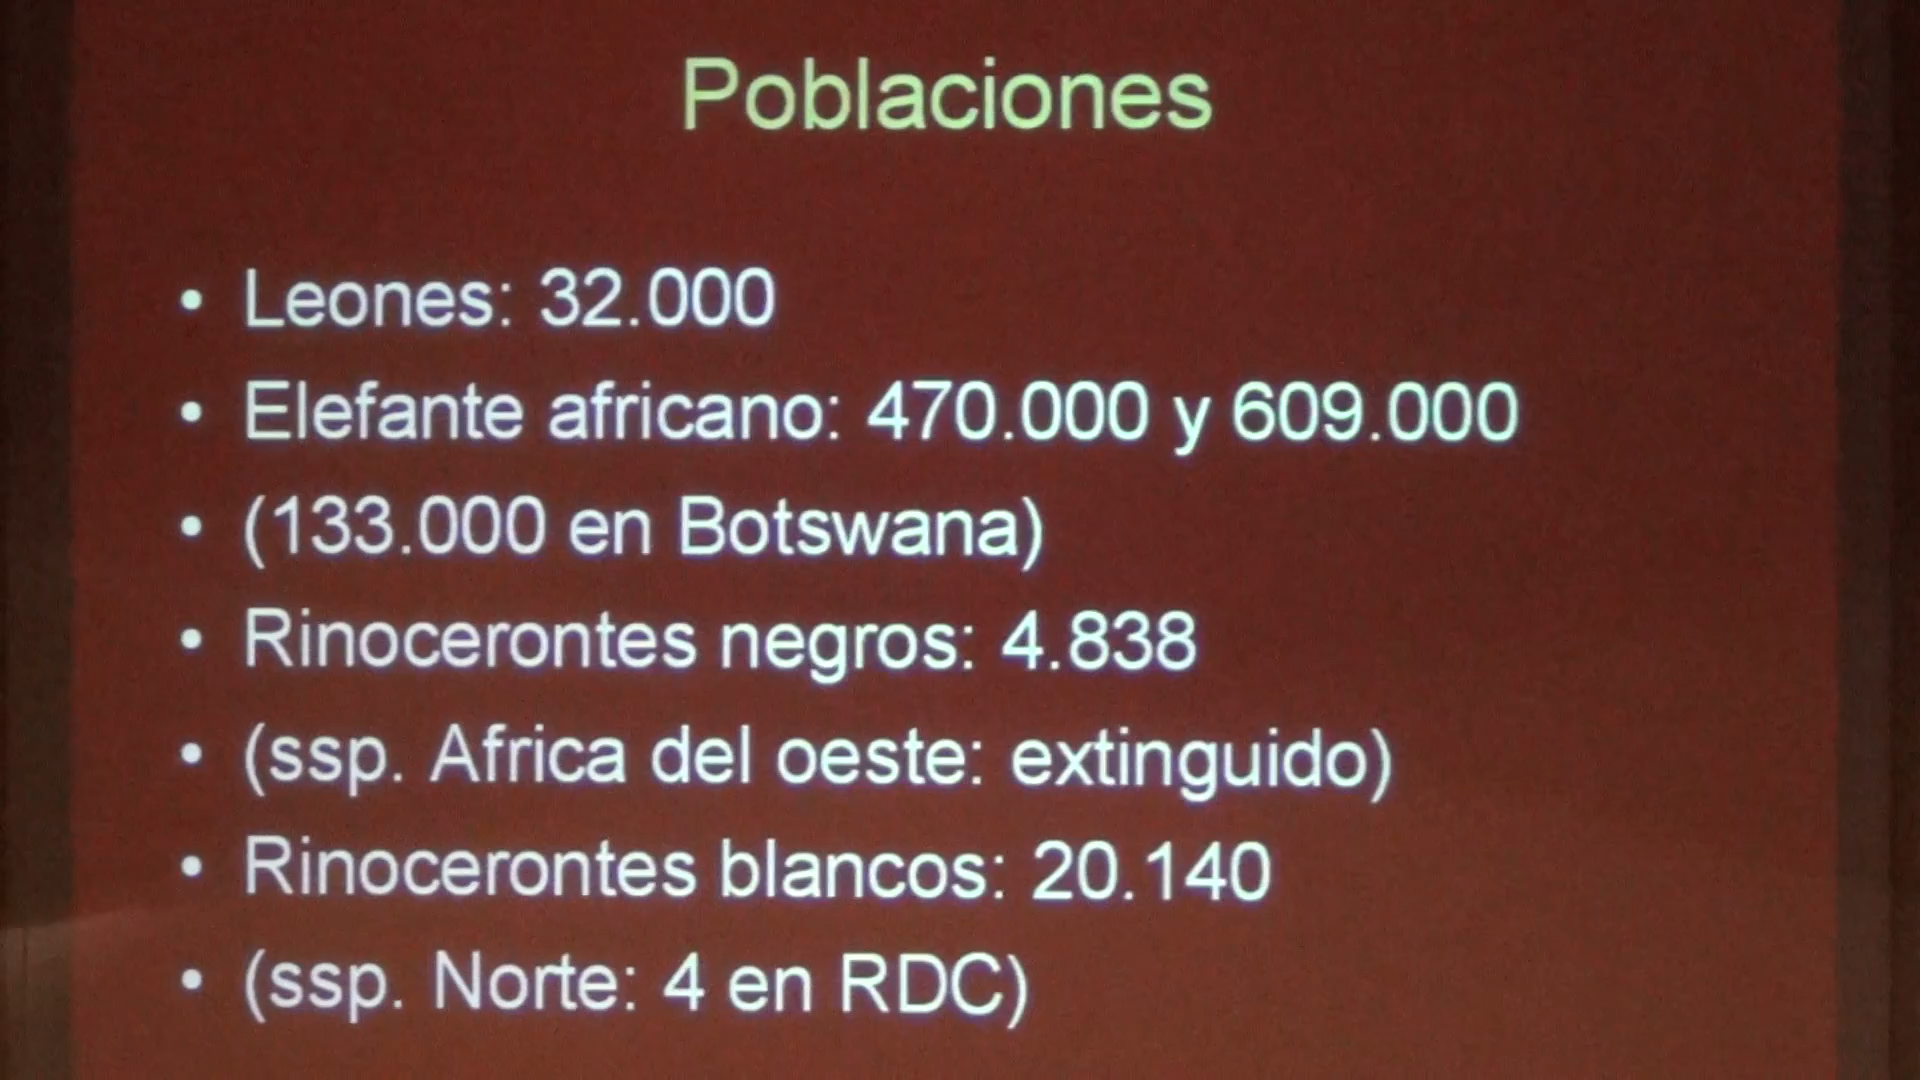 Poblaciones
• Leones: 32.000
• Elefante africano: 470.000 y 609.000
• (133.000 en Botswana)
• Rinocerontes negros: 4.838
• (ssp. Africa del oeste: extinguido)
• Rinocerontes blancos: 20.140
• (ssp. Norte: 4 en RDC)